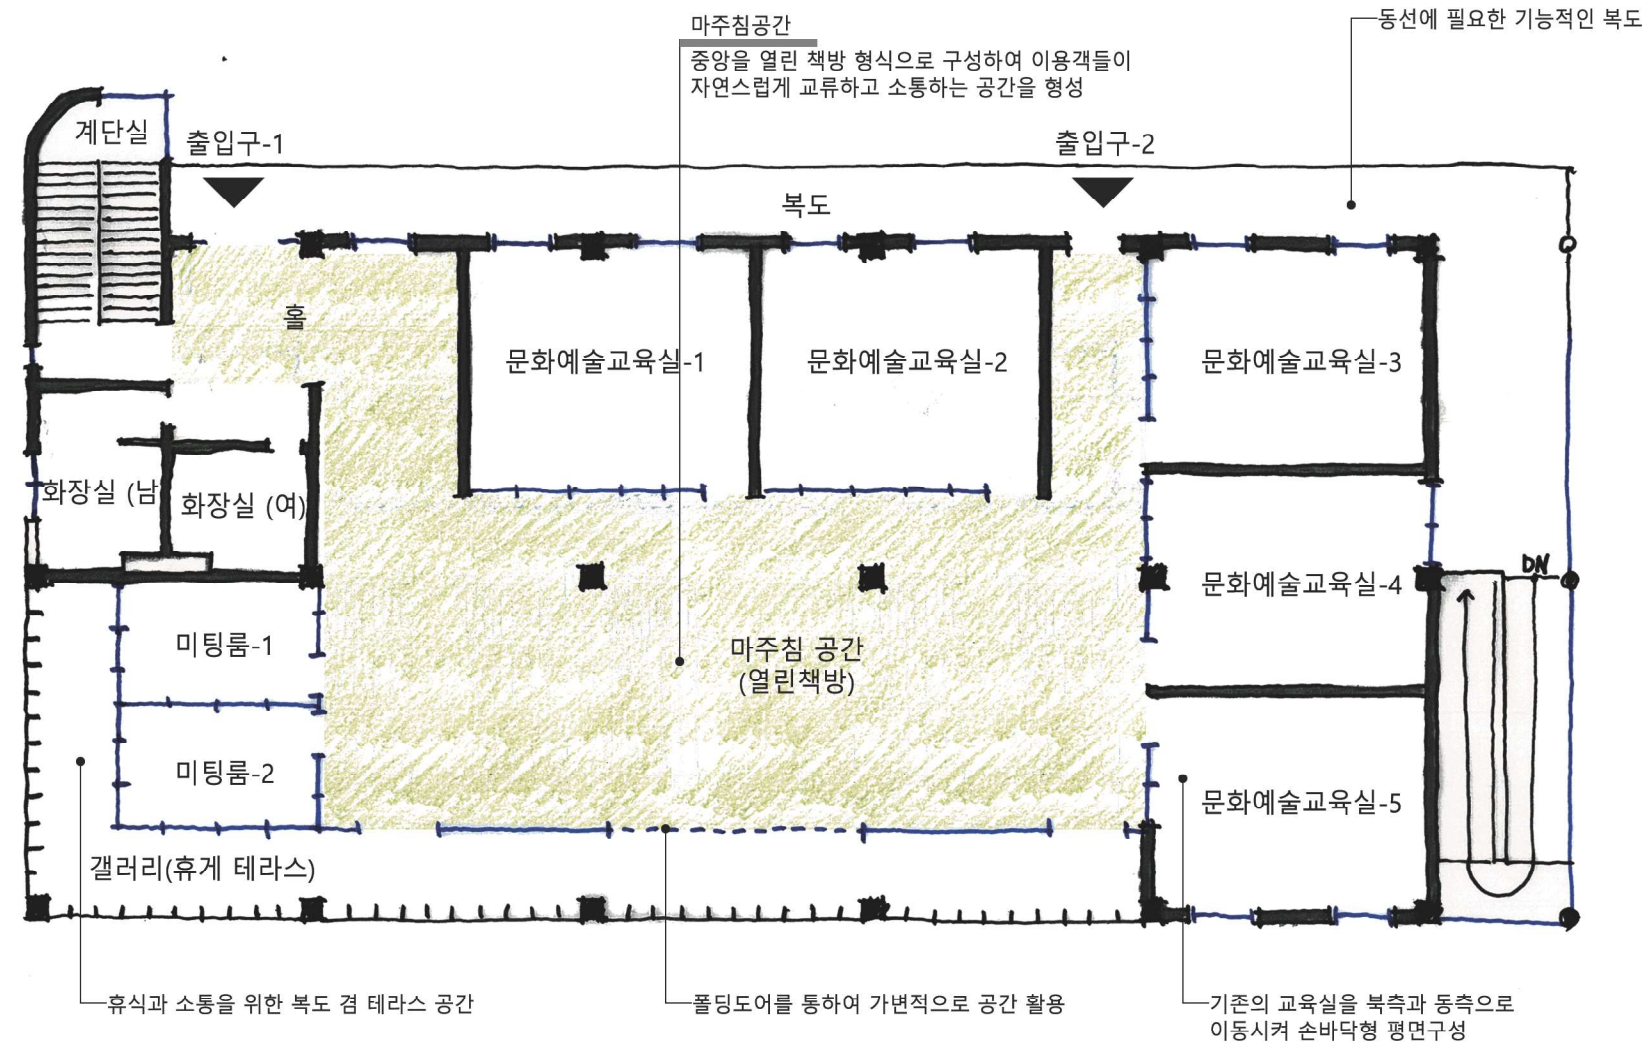 마주침공간
중앙을 열린 책방 형식으로 구성하여 이용객들이
자연스럽게 교류하고 소통하는 공간을 형성
동선에 필요한 기능적인 복도
계단실
출입구-1
출입구-2
복도
홀
문화예술교육실-1
문화예술교육실-2
문화예술교육실-3
화장실 (남
화장실 (여)
DN
문화예술교육실-4
미팅룸-1
마주침 공간
(열린책방)
미팅룸-2
문화예술교육실-5
갤러리(휴게 테라스)
휴식과 소통을 위한 복도 겸 테라스 공간
폴딩도어를 통하여 가변적으로 공간 활용
기존의 교육실을 북측과 동측으로
이동시켜 손바닥형 평면구성